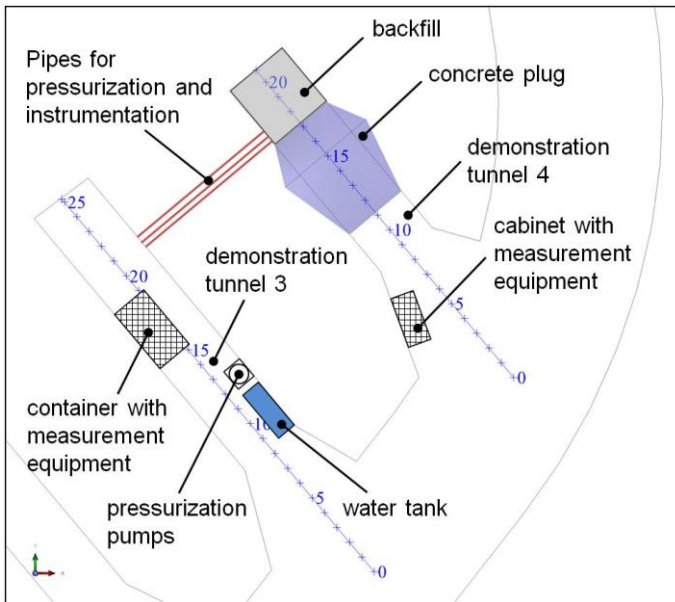 backfill
Pipes for
pressurization and
instrumentation
concrete plug
20
15
demonstration
tunnel 4
10
25
cabinet with
measurement
equipment
demonstration
tunnel 3
20
5
15
0
container with
measurement
equipment
10
pressurization
pumps
water tank
5
0